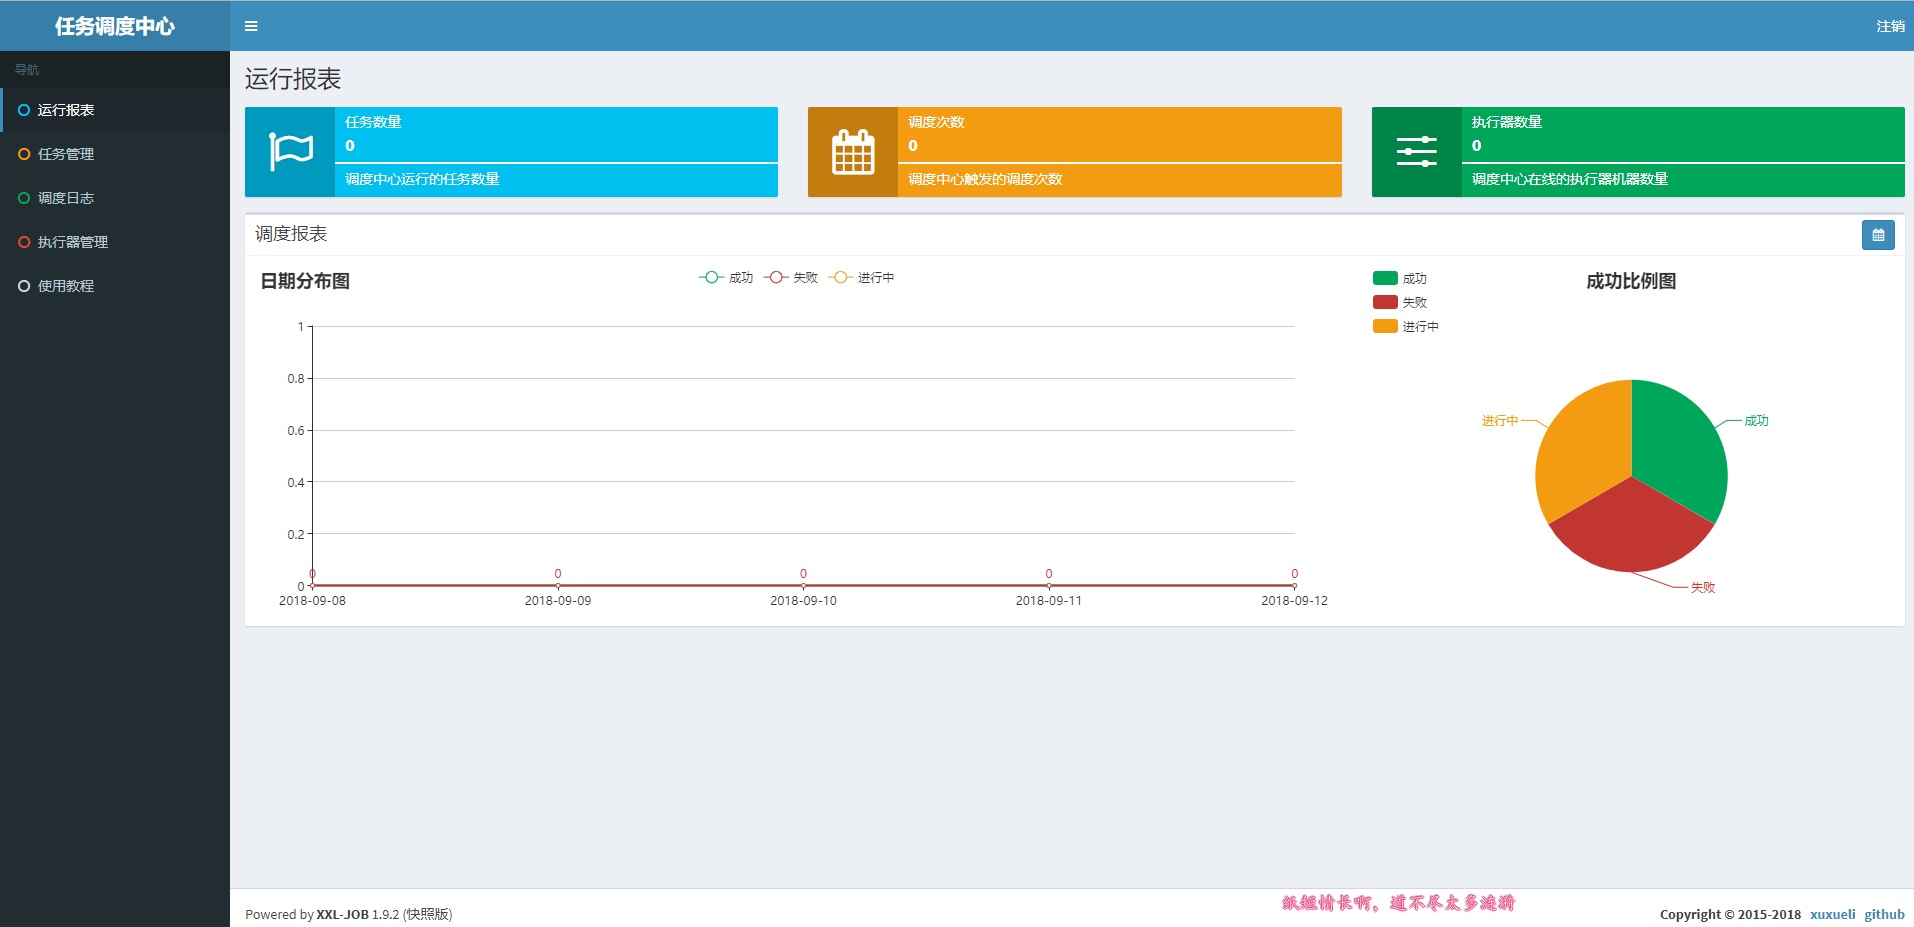 任务调度中心
注销
导航
运行报表
任务管理
调度日志
执行器管理
使用教程
运行报表
任务数量
0
调度中心运行的任务数量
调度次数
0
调度中心触发的调度次数
执行器数量
0
调度中心在线的执行器机器数量
调度报表
日期分布图
成功 失败 进行中
1
0.8
0.6
0.4
0.2
0
0 0 0 0 0
2018-09-08 2018-09-09 2018-09-10 2018-09-11 2018-09-12
成功
失败
进行中
成功比例图
进行中
成功
失败
纸短情长啊，道不尽太多涟漪
Powered by XXL-JOB 1.9.2 (快照版)
Copyright © 2015-2018 xuxueli github